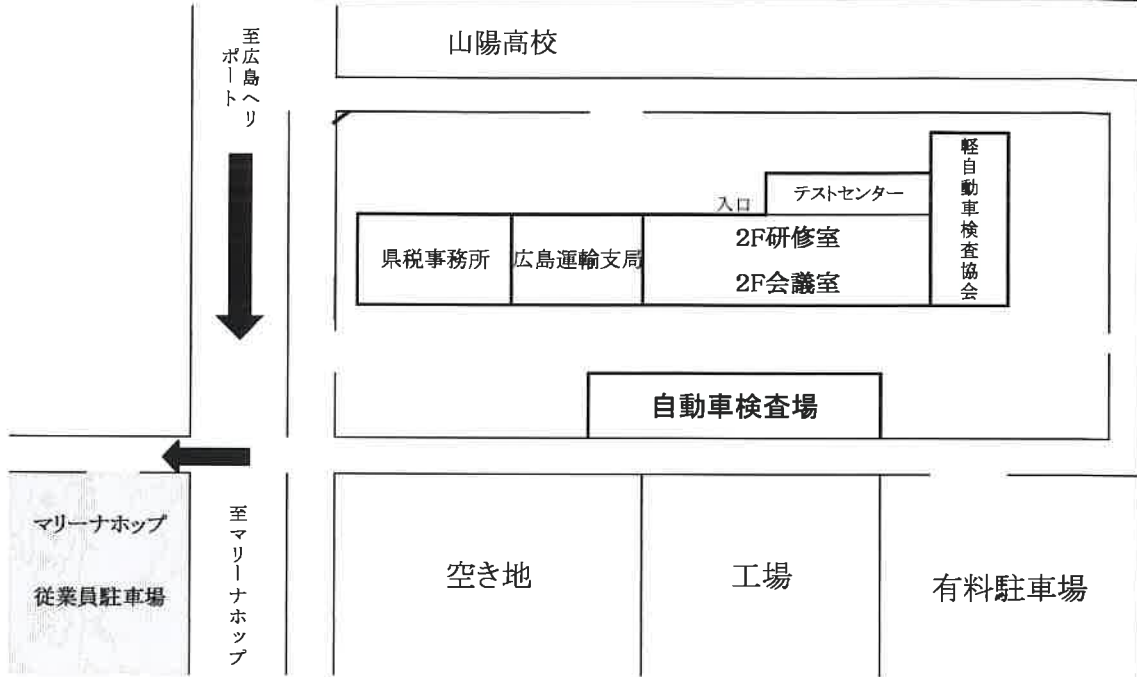 山陽高校
至広島ヘリ
ポート
軽自動車検査協会
テストセンター
入口
県税事務所
広島運輸支局
2F研修室
2F会議室
自動車検査場
マリーナホップ
従業員駐車場
至マリーナホップ
空き地
工場
有料駐車場